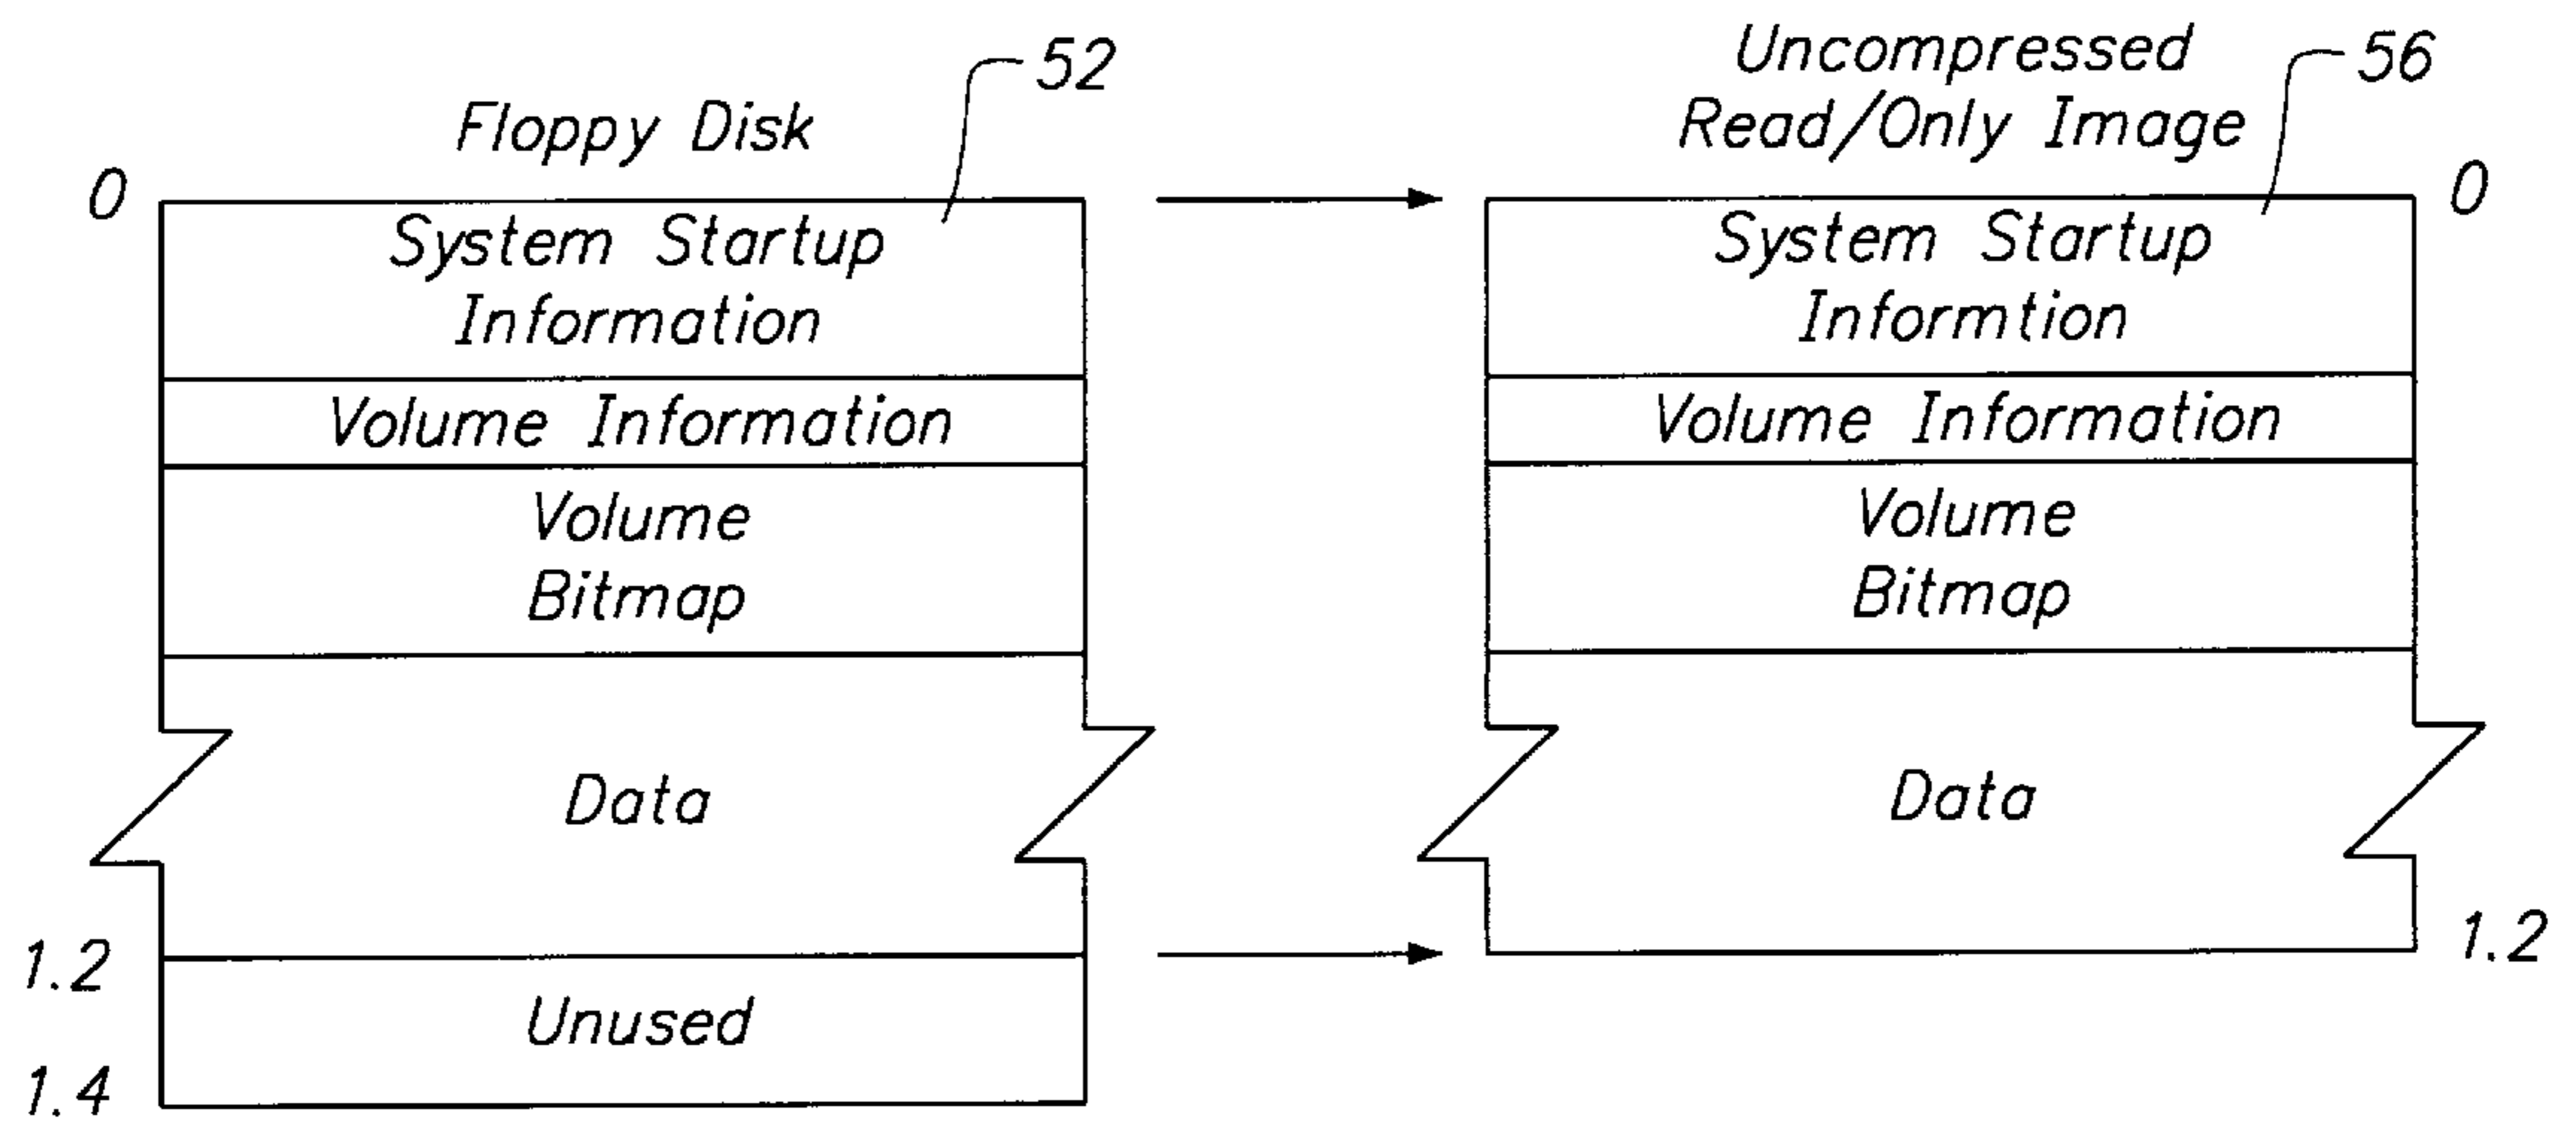 52
Floppy Disk
0
System Startup
Information
Volume Information
Volume
Bitmap
Data
1.2
Unused
1.4
Uncompressed
Read/Only Image
56
0
System Startup
Informtion
Volume Information
Volume
Bitmap
Data
1.2